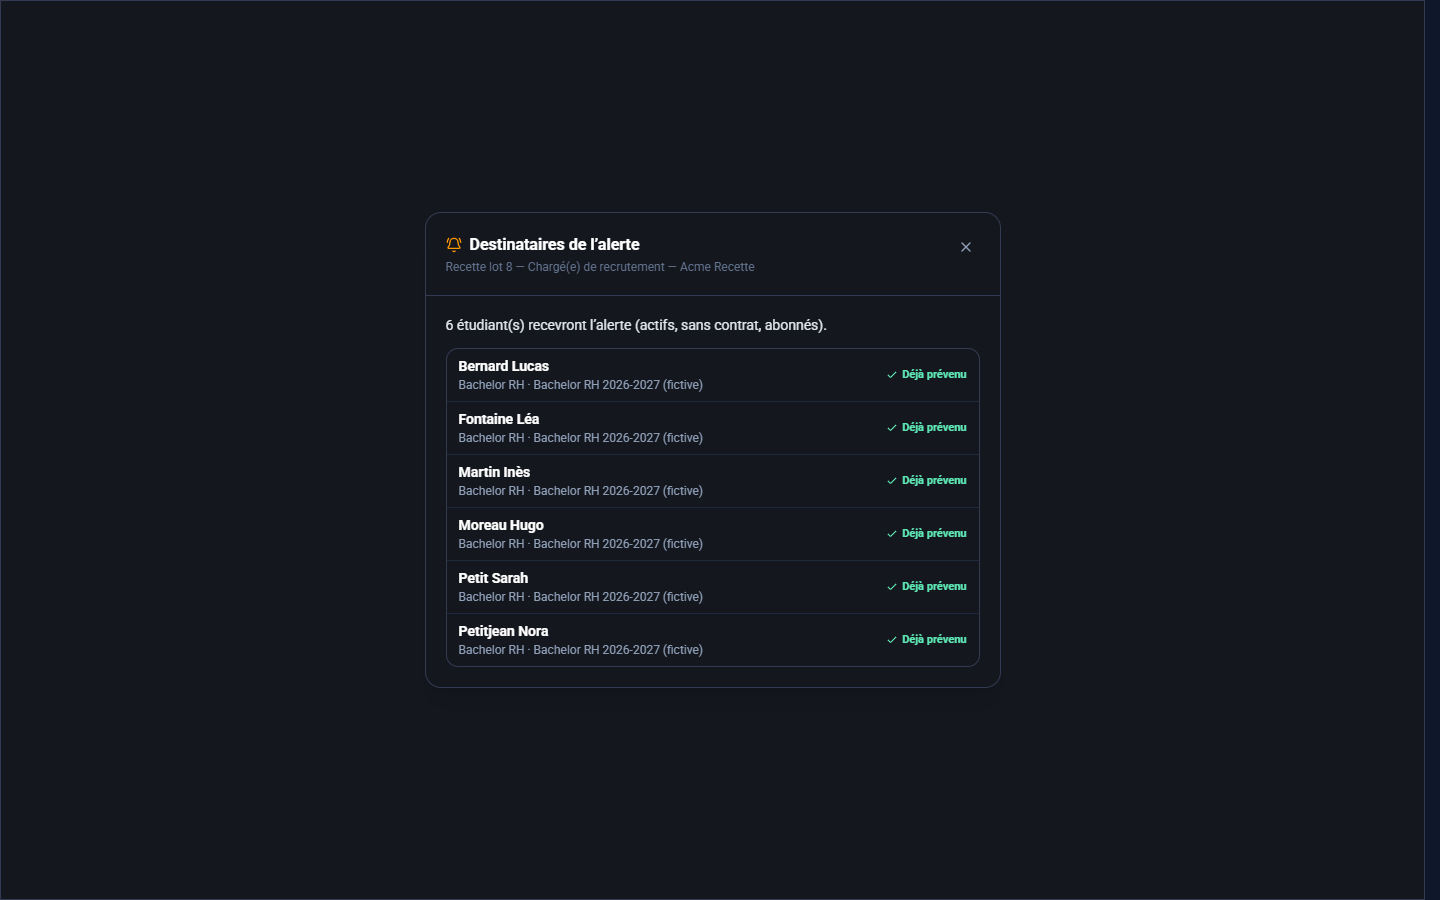 Destinataires de l’alerte
Recette lot 8 — Chargé(e) de recrutement — Acme Recette
6 étudiant(s) recevront l’alerte (actifs, sans contrat, abonnés).
Bernard Lucas
Bachelor RH · Bachelor RH 2026-2027 (fictive)
Déjà prévenu
Fontaine Léa
Bachelor RH · Bachelor RH 2026-2027 (fictive)
Déjà prévenu
Martin Inès
Bachelor RH · Bachelor RH 2026-2027 (fictive)
Déjà prévenu
Moreau Hugo
Bachelor RH · Bachelor RH 2026-2027 (fictive)
Déjà prévenu
Petit Sarah
Bachelor RH · Bachelor RH 2026-2027 (fictive)
Déjà prévenu
Petitjean Nora
Bachelor RH · Bachelor RH 2026-2027 (fictive)
Déjà prévenu